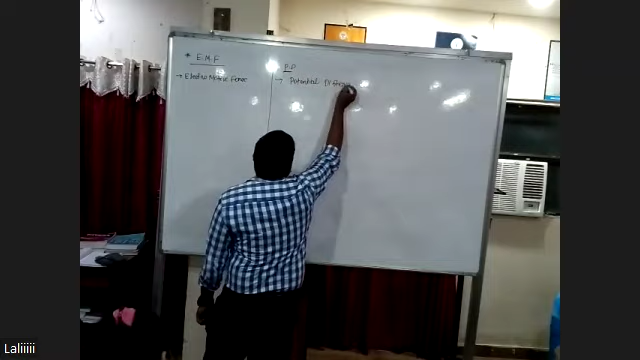 * E.M.F
→ Electro Motive Force
P.D
→ Potential Differen
Laliiiii